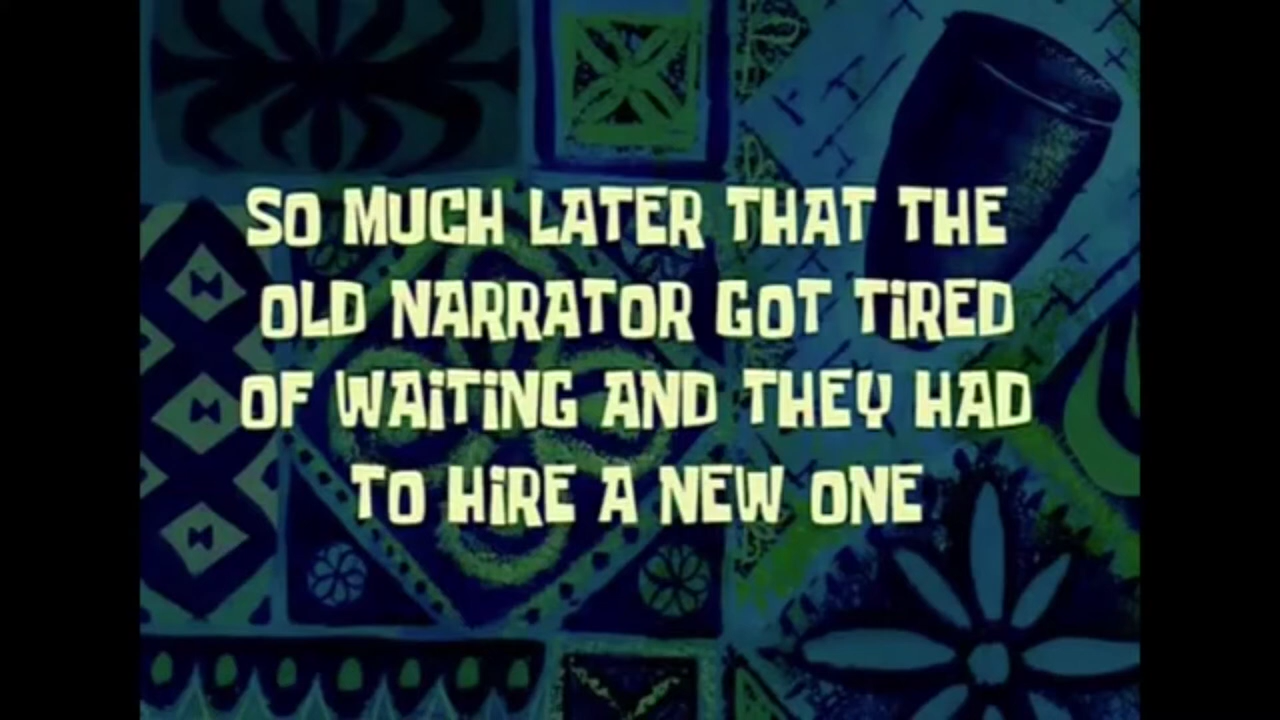 SO MUCH LATER THAT THE
OLD NARRATOR GOT TiRED
OF WAiTiNG AND THEY HAD
TO HiRE A NEW ONE